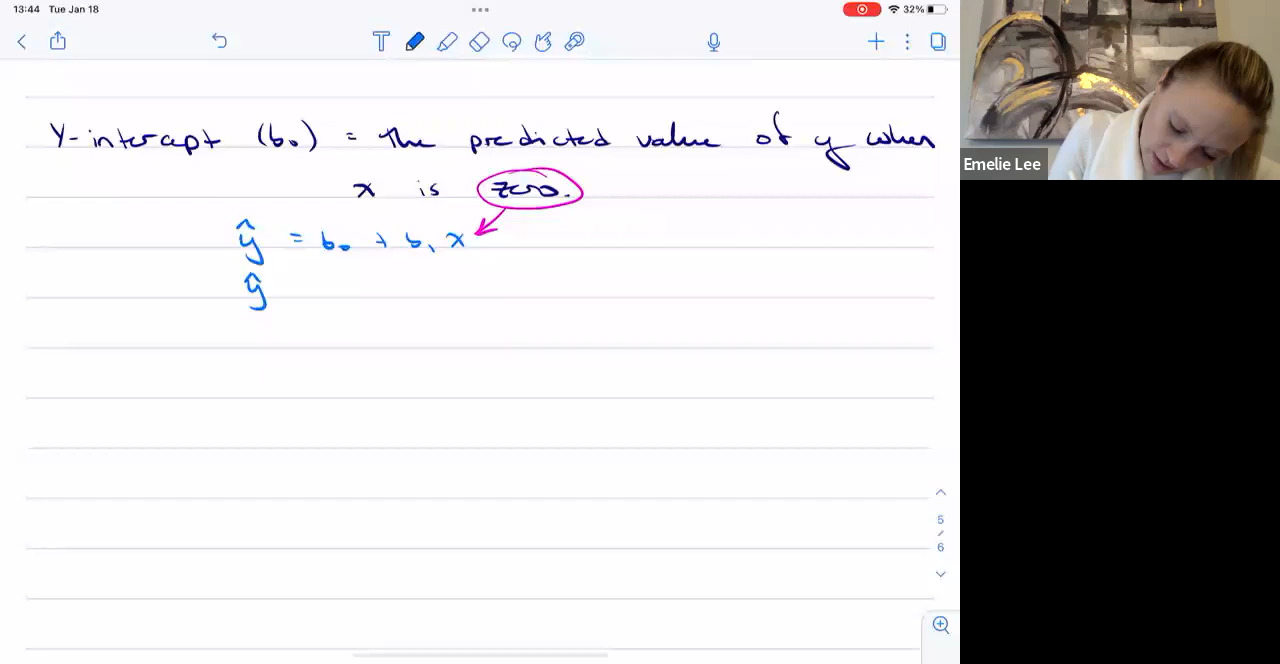 13:44 Tue Jan 18
32%
Y-intercept (b₀) = the predicted value of y when
x is zero.
ŷ = b₀ + b₁ x
ŷ
Emelie Lee
5
/
6